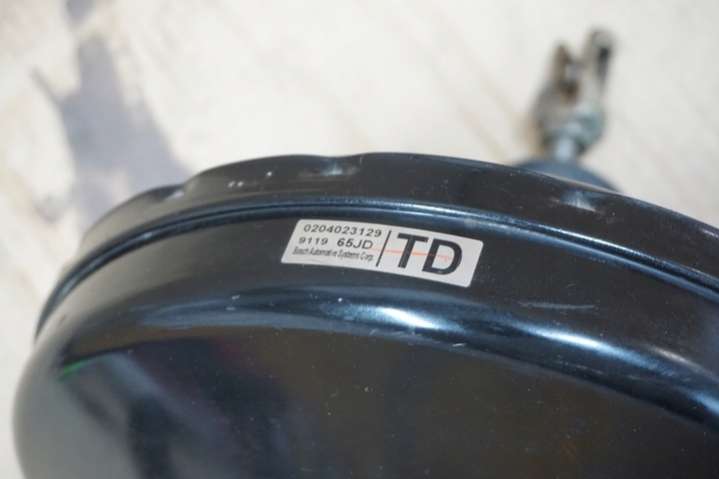 0204023129
9119 65JD
Bosch Automotive Systems Corp.
TD